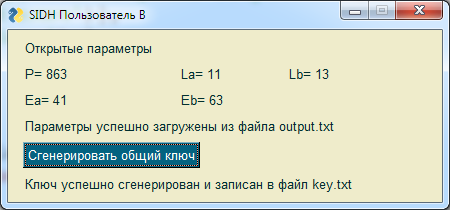 SIDH Пользователь B
Открытые параметры
P= 863 La= 11 Lb= 13
Ea= 41 Eb= 63
Параметры успешно загружены из файла output.txt
Сгенерировать общий ключ
Ключ успешно сгенерирован и записан в файл key.txt